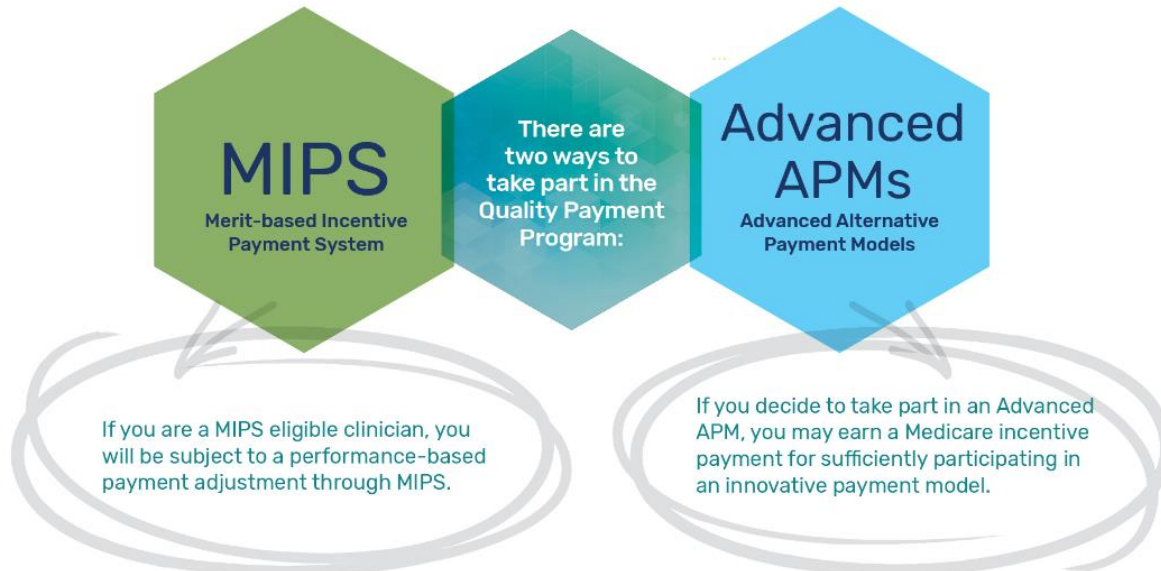 MIPS
Merit-based Incentive
Payment System
There are
two ways to
take part in the
Quality Payment
Program:
Advanced
APMs
Advanced Alternative
Payment Models
If you are a MIPS eligible clinician, you
will be subject to a performance-based
payment adjustment through MIPS.
If you decide to take part in an Advanced
APM, you may earn a Medicare incentive
payment for sufficiently participating in
an innovative payment model.